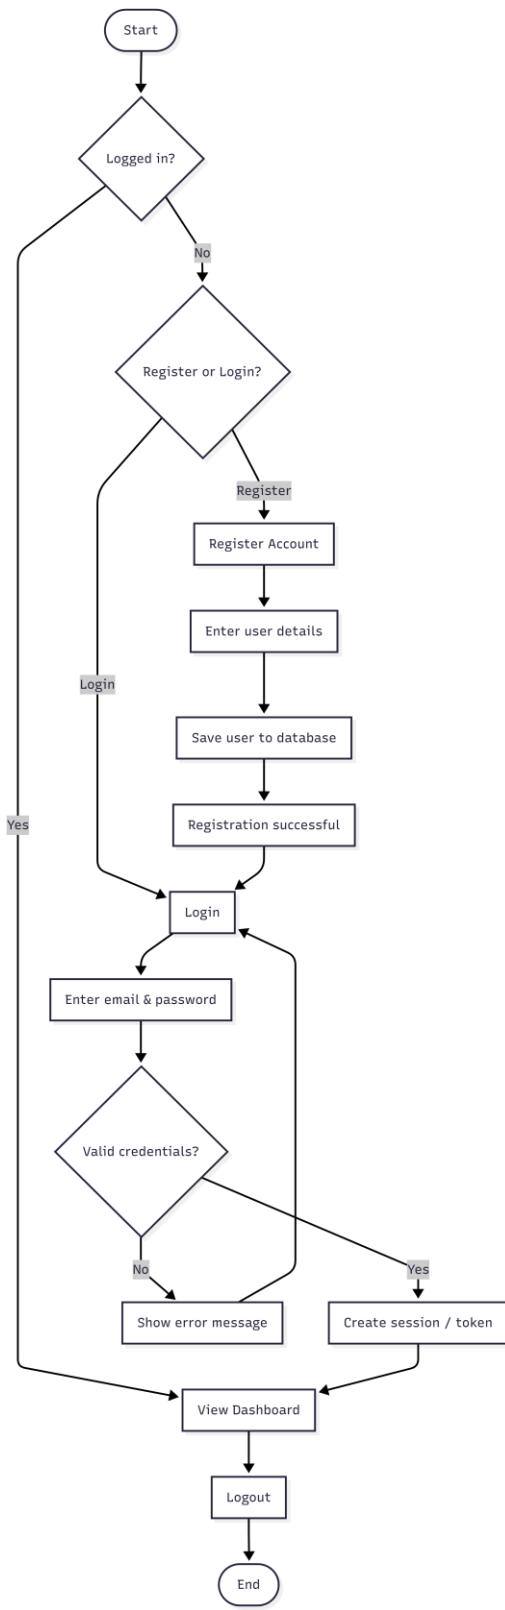 Start
Logged in?
No
Register or Login?
Register
Register Account
Enter user details
Login
Save user to database
Yes
Registration successful
Login
Enter email & password
Valid credentials?
No
Yes
Show error message
Create session / token
View Dashboard
Logout
End